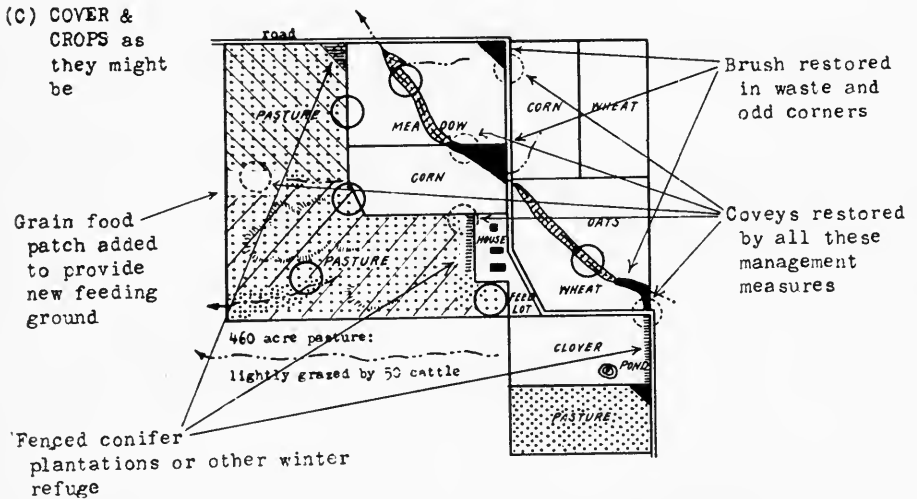 (C) COVER &
CROPS as
they might
be
road
Brush restored
in waste and
odd corners
PASTURE
MEADOW
CORN
WHEAT
CORN
Grain food
patch added
to provide
new feeding
ground
PASTURE
HOUSE
OATS
Coveys restored
by all these
management
measures
WHEAT
FEED
LOT
460 acre pasture:
lightly grazed by 50 cattle
CLOVER
POND
PASTURE
Fenced conifer
plantations or other winter
refuge